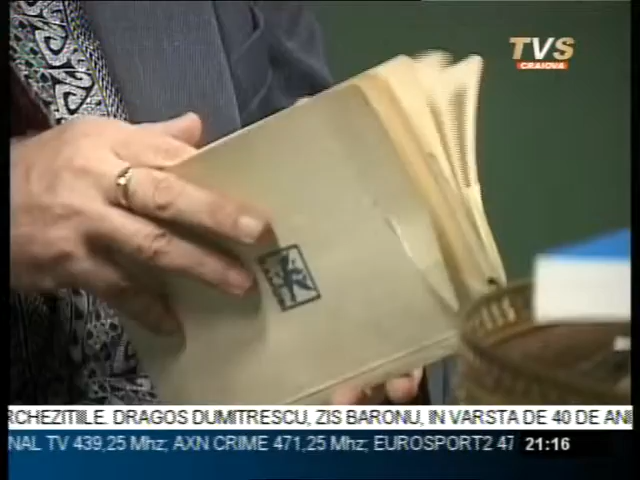 TVS
CRAIOVA
RCHEZITIILE. DRAGOS DUMITRESCU, ZIS BARONU, IN VARSTA DE 40 DE ANI
NAL TV 439,25 Mhz; AXN CRIME 471,25 Mhz; EUROSPORT2 47 21:16